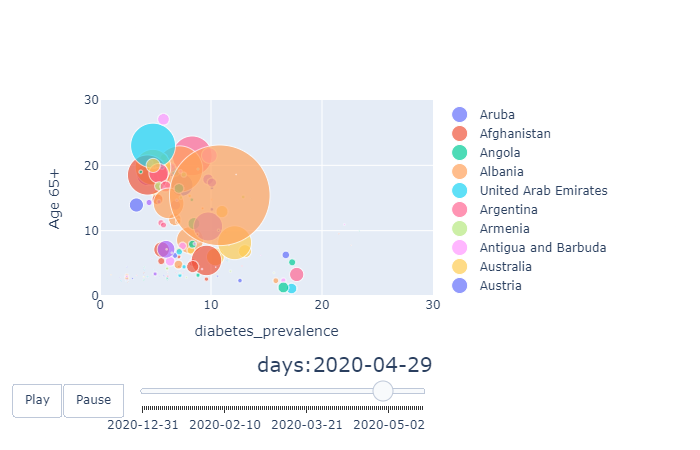 30
20
10
0
Age 65+
0 10 20 30
diabetes_prevalence
Aruba
Afghanistan
Angola
Albania
United Arab Emirates
Argentina
Armenia
Antigua and Barbuda
Australia
Austria
days:2020-04-29
Play Pause
2020-12-31 2020-02-10 2020-03-21 2020-05-02